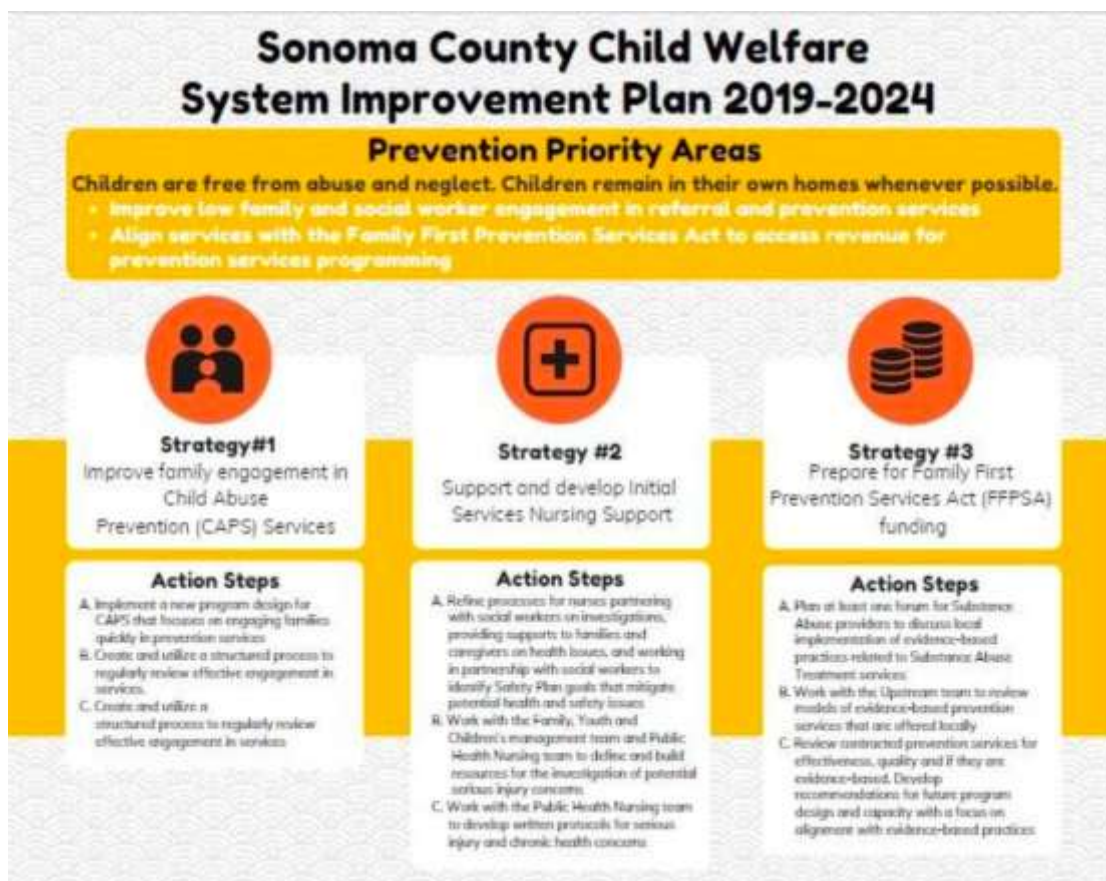 Sonoma County Child Welfare
System Improvement Plan 2019-2024
Prevention Priority Areas
Children are free from abuse and neglect. Children remain in their own homes whenever possible.
• Improve low family and social worker engagement in referral and prevention services
• Align services with the Family First Prevention Services Act to access revenue for
prevention services programming
Strategy#1
Improve family engagement in
Child Abuse
Prevention (CAPS) Services
Action Steps
A. Implement a new program design for
CAPS that focuses on engaging families
quickly in prevention services
B. Create and utilize a structured process to
regularly review effective engagement in
services.
C. Create and utilize a
structured process to regularly review
effective engagement in services
Strategy #2
Support and develop Initial
Services Nursing Support
Action Steps
A. Refine processes for nurses partnering
with social workers on investigations,
providing supports to families and
caregivers on health issues, and working
in partnership with social workers to
identify Safety Plan goals that mitigate
potential health and safety issues
B. Work with the Family, Youth and
Children's management team and Public
Health Nursing team to define and build
resources for the investigation of potential
serious injury concerns
C. Work with the Public Health Nursing team
to develop written protocols for serious
injury and chronic health concerns
Strategy #3
Prepare for Family First
Prevention Services Act (FFPSA)
funding
Action Steps
A. Plan at least one forum for Substance
Abuse providers to discuss local
implementation of evidence-based
practices related to Substance Abuse
Treatment services
B. Work with the Upstream team to review
models of evidence-based prevention
services that are offered locally
C. Review contracted prevention services for
effectiveness, quality and if they are
evidence-based. Develop
recommendations for future program
design and capacity with a focus on
alignment with evidence-based practices